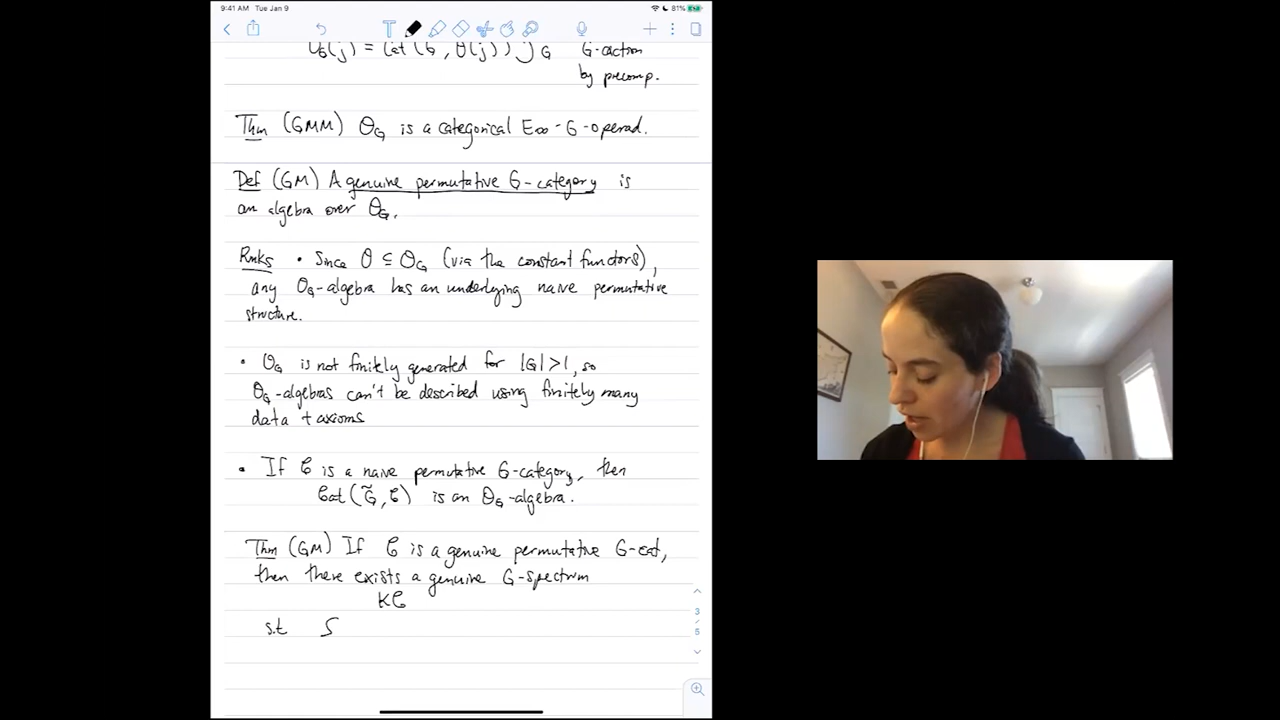 9:41 AM Tue Jan 9
81%
T
𝒪_G(j) = Cat(G̃, 𝒪(j)) ↻ G G-action
by precomp.
Thm (GMM) 𝒪_G is a categorical E∞-G-operad.
Def (GM) A genuine permutative G-category is
an algebra over 𝒪_G.
Rmks • Since 𝒪 ⊆ 𝒪_G (via the constant functors),
any 𝒪_G-algebra has an underlying naive permutative
structure.
• 𝒪_G is not finitely generated for |G|>1, so
𝒪_G-algebras can't be described using finitely many
data + axioms
• If 𝒞 is a naive permutative G-category, then
Cat(G̃, 𝒞) is an 𝒪_G-algebra.
Thm (GM) If 𝒞 is a genuine permutative G-cat,
then there exists a genuine G-spectrum
K𝒞
s.t S
3
5